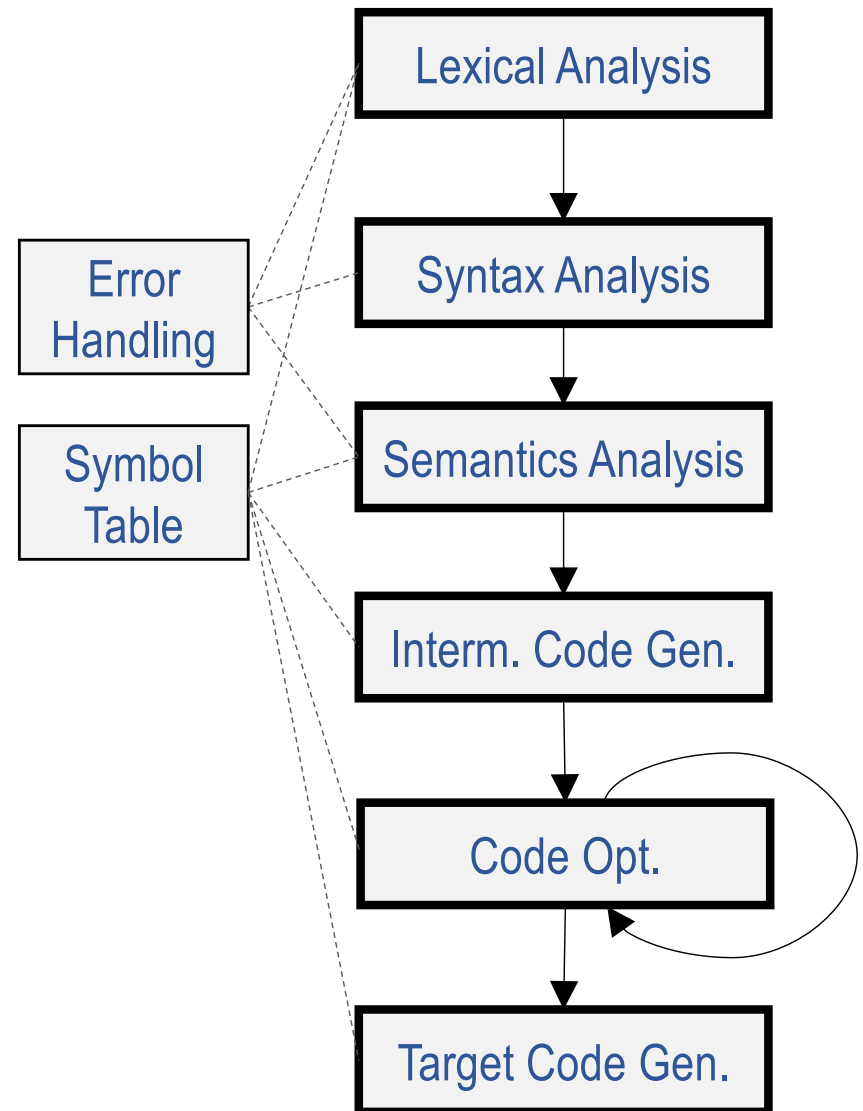 Lexical Analysis
Syntax Analysis
Error
Handling
Semantics Analysis
Symbol
Table
Interm. Code Gen.
Code Opt.
Target Code Gen.